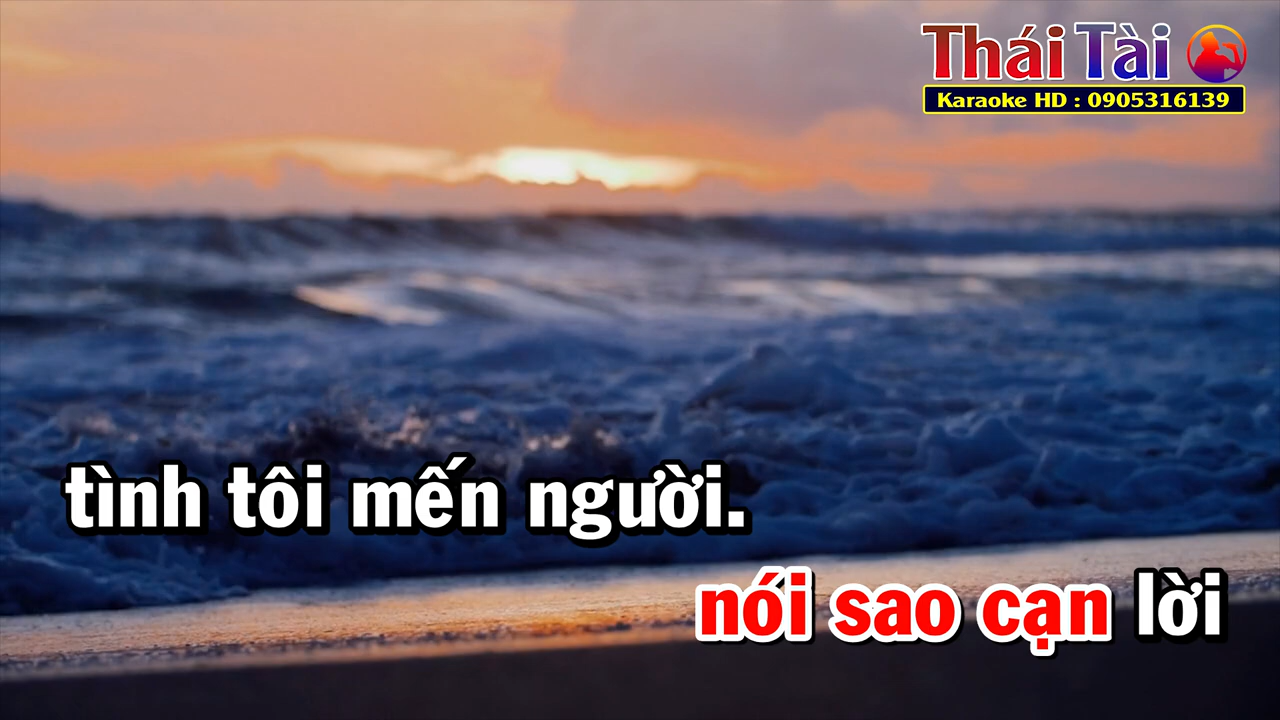 Thái Tài
Karaoke HD : 0905316139
tình tôi mến người.
nói sao cạn lời